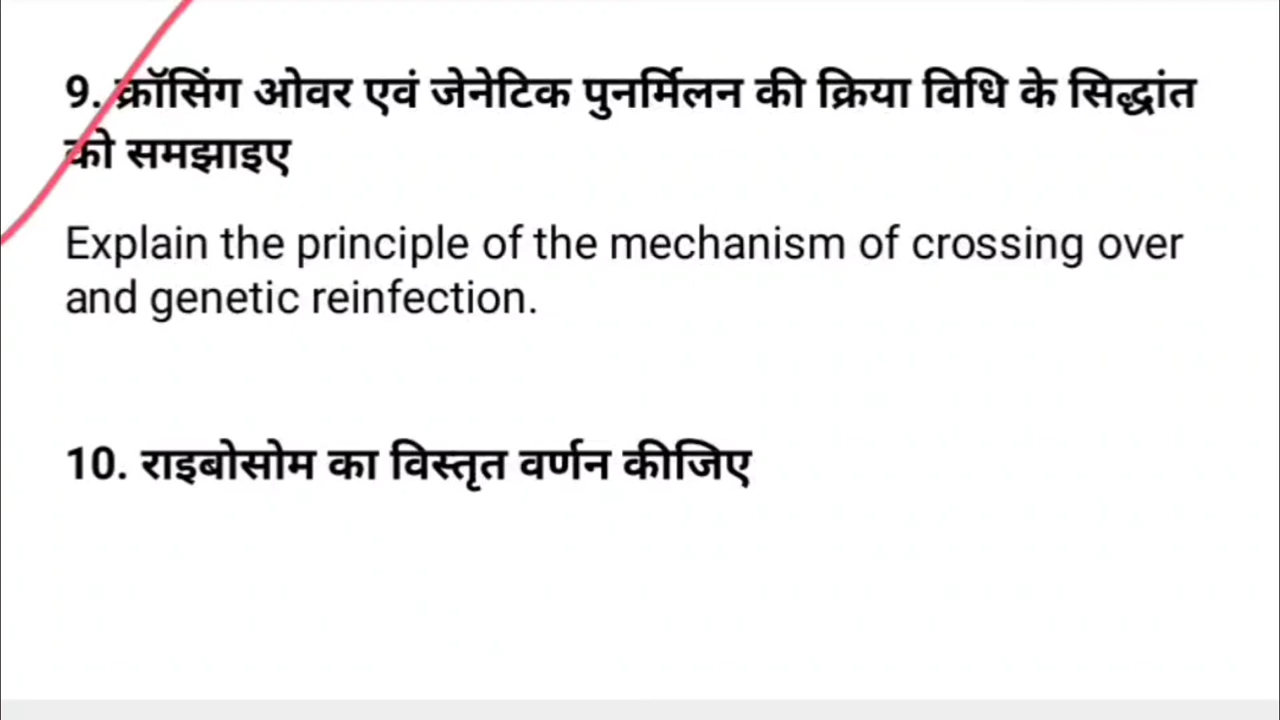 9. क्रॉसिंग ओवर एवं जेनेटिक पुनर्मिलन की क्रिया विधि के सिद्धांत
को समझाइए
Explain the principle of the mechanism of crossing over
and genetic reinfection.
10. राइबोसोम का विस्तृत वर्णन कीजिए